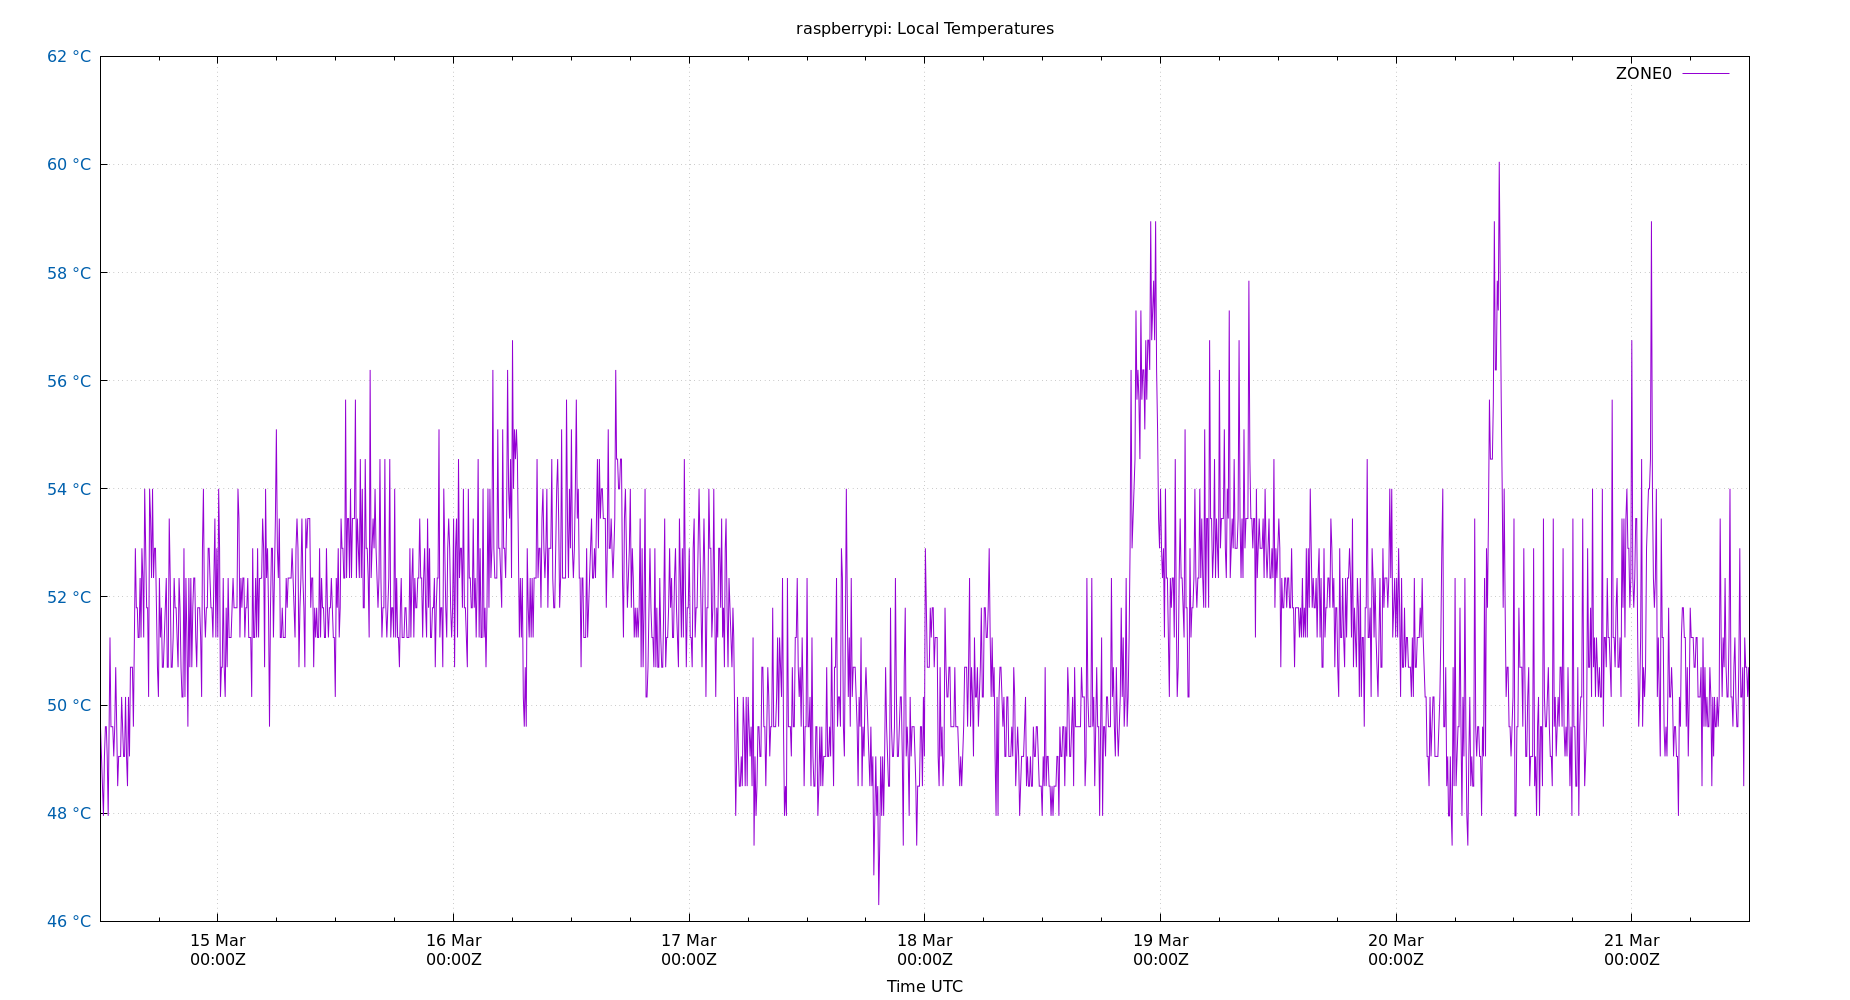 raspberrypi: Local Temperatures
62 °C
ZONE0
60 °C
58 °C
56 °C
54 °C
52 °C
50 °C
48 °C
46 °C
15 Mar 16 Mar 17 Mar 18 Mar 19 Mar 20 Mar 21 Mar
00:00Z 00:00Z 00:00Z 00:00Z 00:00Z 00:00Z 00:00Z
Time UTC